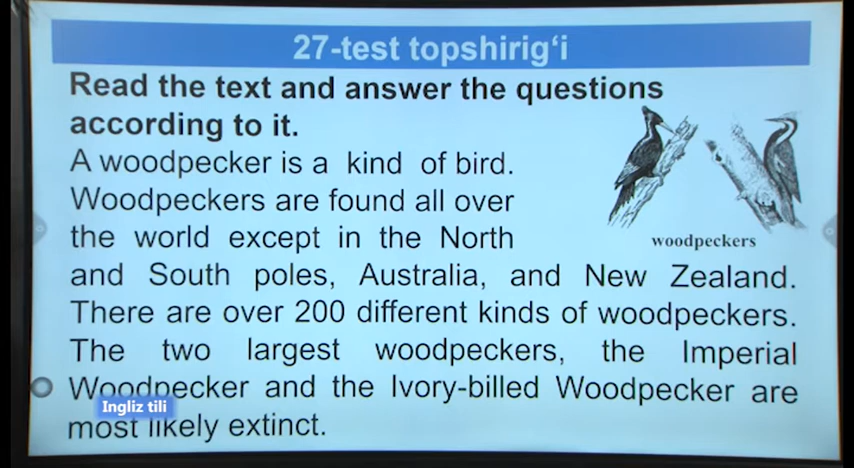 27-test topshirig‘i
Read the text and answer the questions
according to it.
A woodpecker is a kind of bird.
Woodpeckers are found all over
the world except in the North
woodpeckers
and South poles, Australia, and New Zealand.
There are over 200 different kinds of woodpeckers.
The two largest woodpeckers, the Imperial
Woodpecker and the Ivory-billed Woodpecker are
Ingliz tili
most likely extinct.